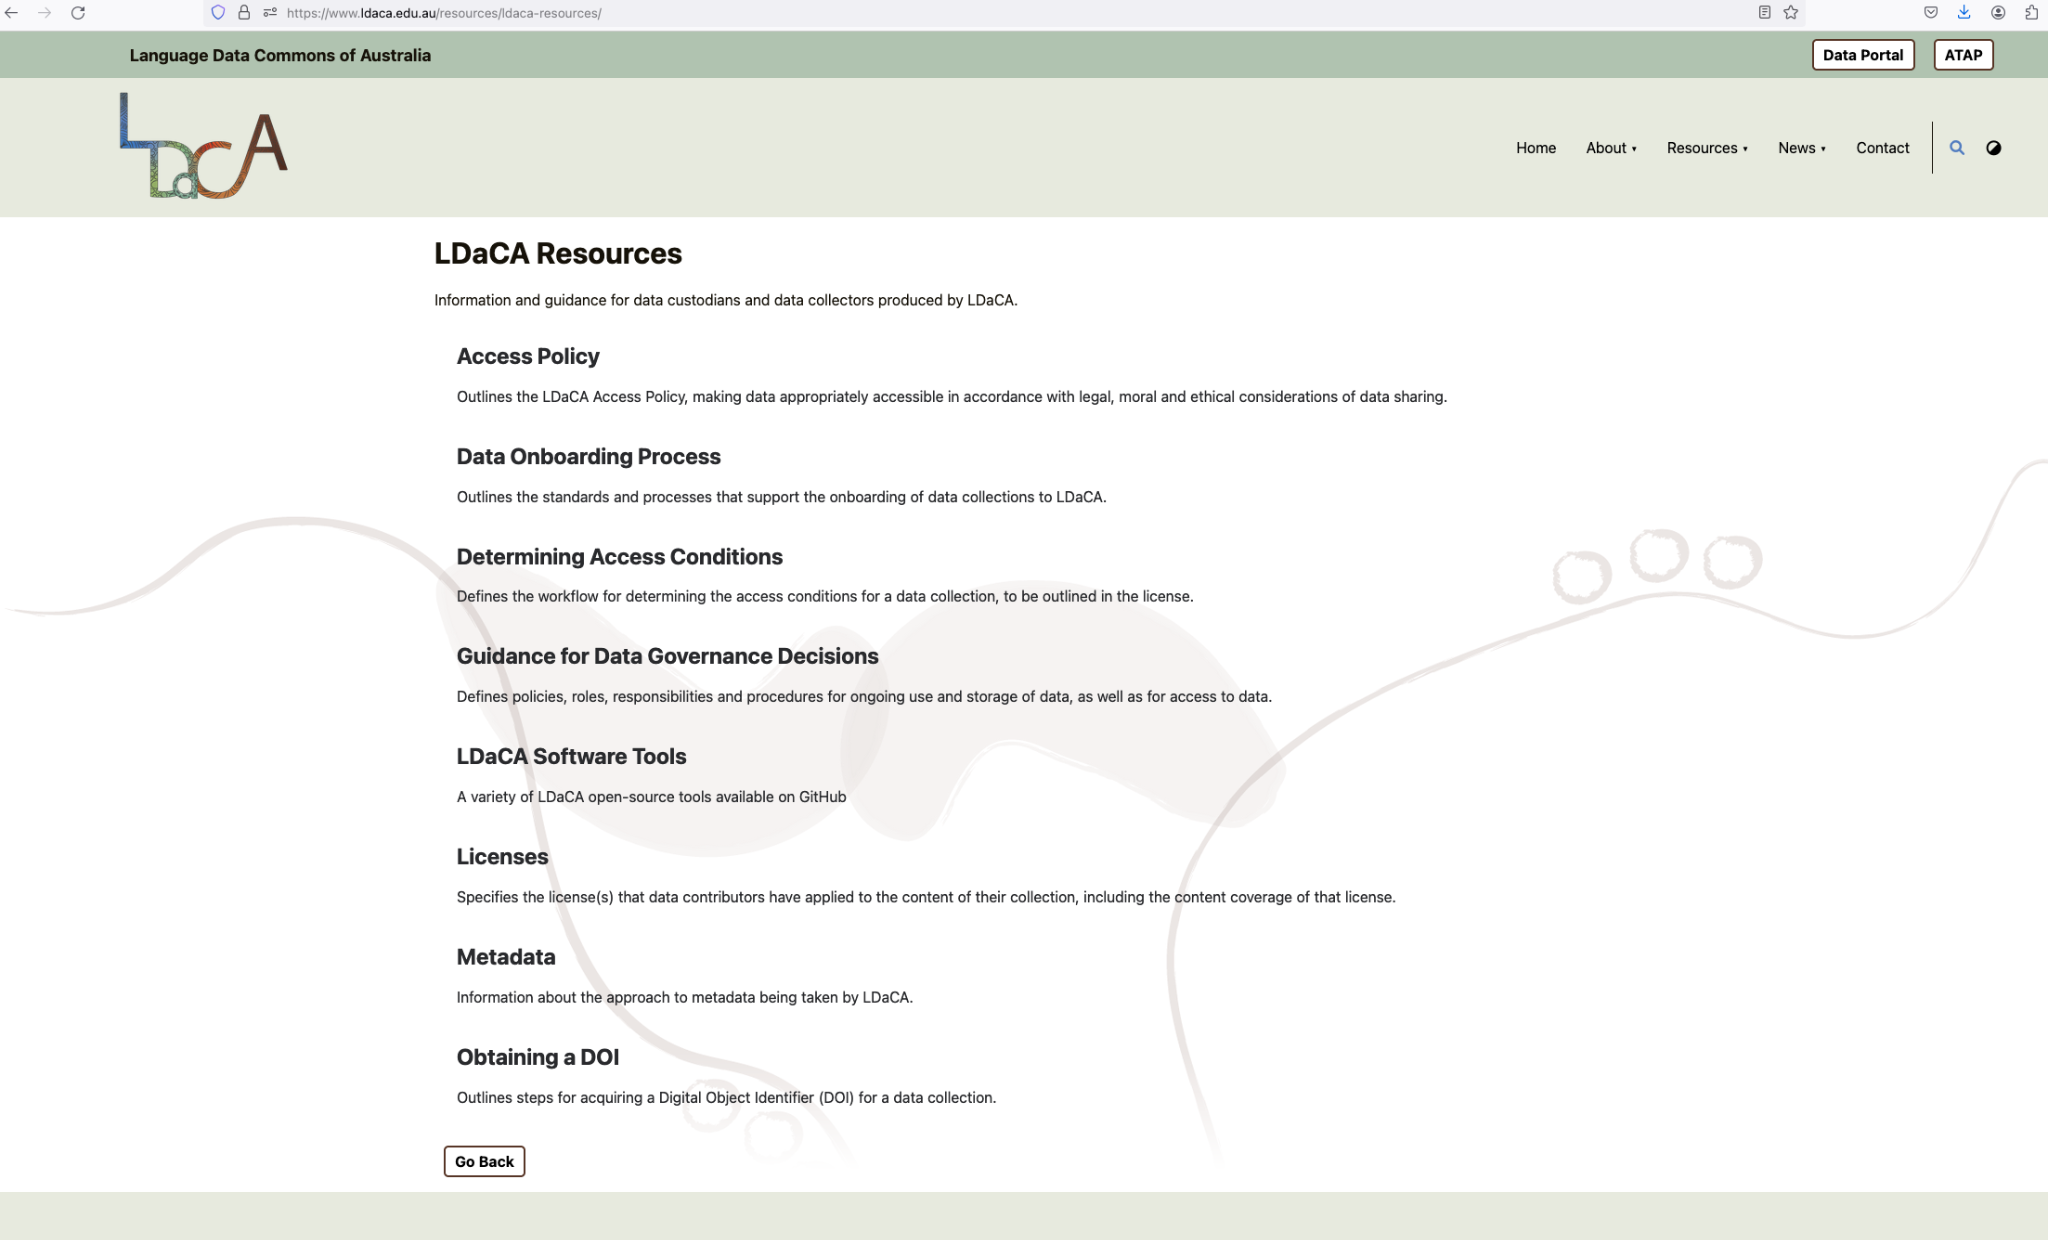 https://www.ldaca.edu.au/resources/ldaca-resources/
Language Data Commons of Australia
Data Portal
ATAP
LDaCA
Home
About
Resources
News
Contact
LDaCA Resources
Information and guidance for data custodians and data collectors produced by LDaCA.
Access Policy
Outlines the LDaCA Access Policy, making data appropriately accessible in accordance with legal, moral and ethical considerations of data sharing.
Data Onboarding Process
Outlines the standards and processes that support the onboarding of data collections to LDaCA.
Determining Access Conditions
Defines the workflow for determining the access conditions for a data collection, to be outlined in the license.
Guidance for Data Governance Decisions
Defines policies, roles, responsibilities and procedures for ongoing use and storage of data, as well as for access to data.
LDaCA Software Tools
A variety of LDaCA open-source tools available on GitHub
Licenses
Specifies the license(s) that data contributors have applied to the content of their collection, including the content coverage of that license.
Metadata
Information about the approach to metadata being taken by LDaCA.
Obtaining a DOI
Outlines steps for acquiring a Digital Object Identifier (DOI) for a data collection.
Go Back